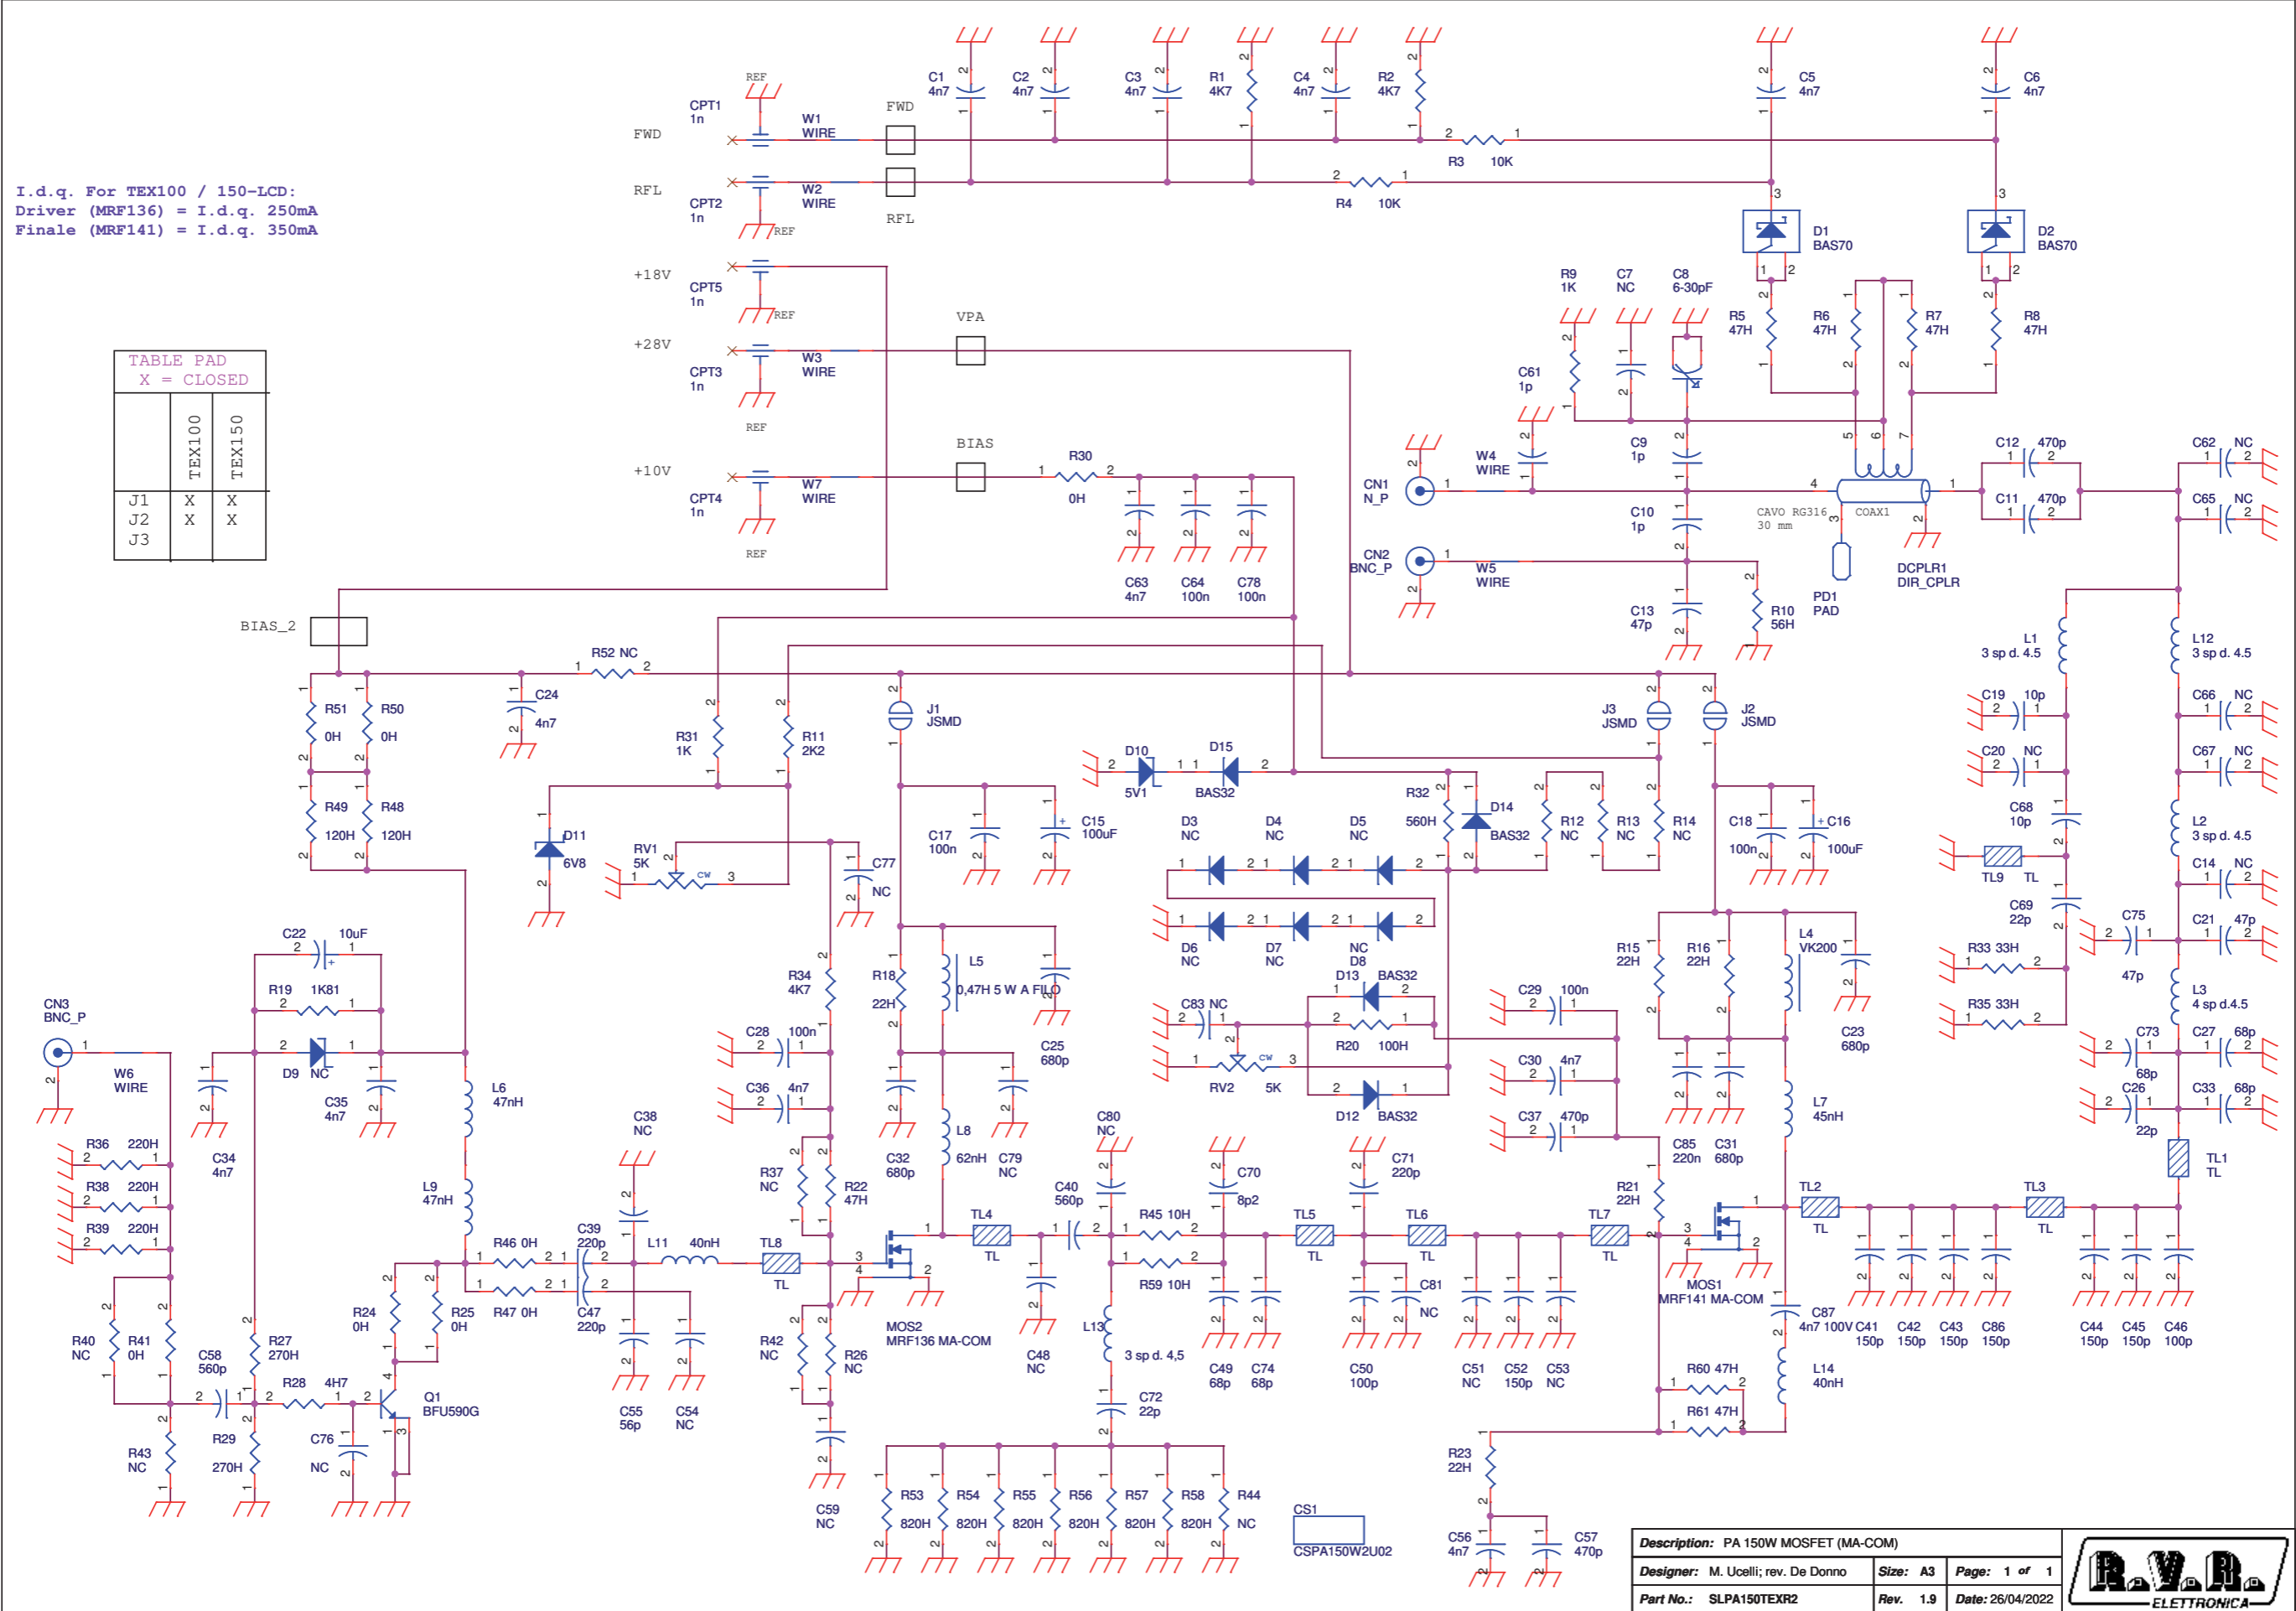 I.d.q. For TEX100 / 150-LCD:
Driver (MRF136) = I.d.q. 250mA
Finale (MRF141) = I.d.q. 350mA
TABLE PAD
X = CLOSED
TEX100
TEX150
J1 X X
J2 X X
J3
REF
CPT1
1n
FWD
W1
WIRE
FWD
RFL
CPT2
1n
REF
W2
WIRE
RFL
+18V
CPT5
1n
REF
+28V
CPT3
1n
REF
W3
WIRE
VPA
+10V
CPT4
1n
REF
W7
WIRE
BIAS
R30
0H
C1
4n7
C2
4n7
C3
4n7
R1
4K7
C4
4n7
R2
4K7
C5
4n7
C6
4n7
R3 10K
R4 10K
D1
BAS70
D2
BAS70
R9
1K
C7
NC
C8
6-30pF
R5
47H
R6
47H
R7
47H
R8
47H
C61
1p
C9
1p
CN1
N_P
W4
WIRE
C10
1p
CN2
BNC_P
W5
WIRE
C13
47p
R10
56H
CAVO RG316
30 mm
COAX1
PD1
PAD
DCPLR1
DIR_CPLR
C12 470p
C11 470p
C62 NC
C65 NC
C63
4n7
C64
100n
C78
100n
BIAS_2
R52 NC
R51
0H
R50
0H
C24
4n7
R49
120H
R48
120H
R31
1K
R11
2K2
J1
JSMD
J3
JSMD
J2
JSMD
L1
3 sp d. 4.5
L12
3 sp d. 4.5
C19 10p
C66 NC
C20 NC
C67 NC
C68
10p
L2
3 sp d. 4.5
TL9 TL
C14 NC
C69
22p
C75
47p
C21 47p
R33 33H
R35 33H
L3
4 sp d.4.5
C73
68p
C27 68p
C26
22p
C33 68p
TL1
TL
D10
5V1
D15
BAS32
D11
6V8
RV1
5K
CW
C77
NC
C17
100n
C15
100uF
D3
NC
D4
NC
D5
NC
R32
560H
D14
BAS32
R12
NC
R13
NC
R14
NC
C18
100n
C16
100uF
D6
NC
D7
NC
NC
D8
D13 BAS32
C83 NC
R20 100H
RV2 5K
CW
D12 BAS32
C29 100n
C30 4n7
C37 470p
R15
22H
R16
22H
L4
VK200
C23
680p
C85
220n
C31
680p
L7
45nH
C22 10uF
R19 1K81
D9 NC
CN3
BNC_P
W6
WIRE
C34
4n7
C35
4n7
L6
47nH
L9
47nH
R36 220H
R38 220H
R39 220H
R40
NC
R41
0H
R43
NC
C58
560p
R27
270H
R29
270H
R28 4H7
C76
NC
Q1
BFU590G
R24
0H
R25
0H
R46 0H
R47 0H
C39
220p
C47
220p
C38
NC
L11 40nH
C55
56p
C54
NC
TL8
TL
R34
4K7
C28 100n
C36 4n7
R37
NC
R22
47H
R42
NC
R26
NC
C59
NC
R18
22H
L5
0,47H 5 W A FILO
C25
680p
C32
680p
L8
62nH
C79
NC
MOS2
MRF136 MA-COM
TL4
TL
C48
NC
C40
560p
C80
NC
R45 10H
R59 10H
L13
3 sp d. 4,5
C72
22p
C70
8p2
C49
68p
C74
68p
TL5
TL
C71
220p
C50
100p
C81
NC
TL6
TL
C51
NC
C52
150p
C53
NC
TL7
TL
R21
22H
MOS1
MRF141 MA-COM
TL2
TL
C87
4n7 100V
L14
40nH
C41
150p
C42
150p
C43
150p
C86
150p
TL3
TL
C44
150p
C45
150p
C46
100p
R60 47H
R61 47H
R23
22H
C56
4n7
C57
470p
R53
820H
R54
820H
R55
820H
R56
820H
R57
820H
R58
820H
R44
NC
CS1
CSPA150W2U02
Description: PA 150W MOSFET (MA-COM)
Designer: M. Ucelli; rev. De Donno Size: A3 Page: 1 of 1
Part No.: SLPA150TEXR2 Rev. 1.9 Date: 26/04/2022
R.V.R.
ELETTRONICA